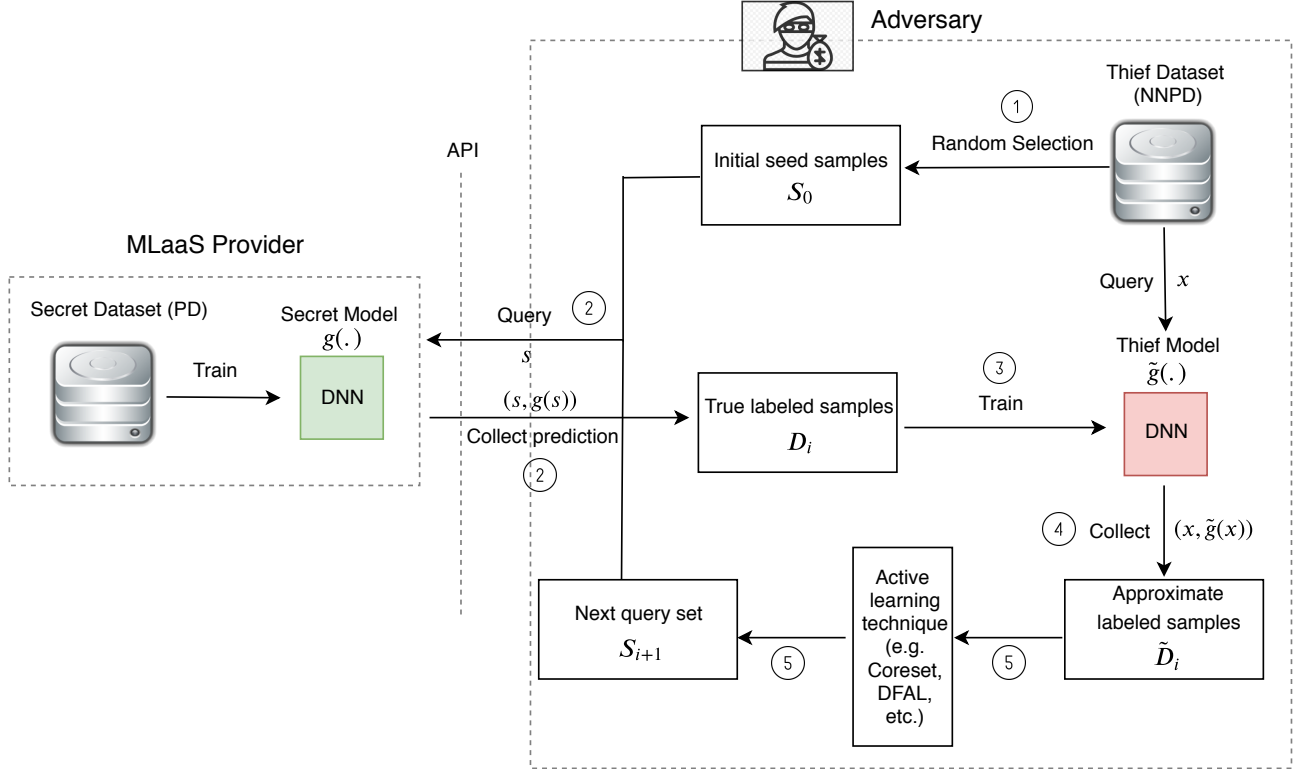 Adversary
Thief Dataset
(NNPD)
1
Random Selection
Initial seed samples
S₀
API
MLaaS Provider
Secret Dataset (PD)
Train
Secret Model
g(.)
DNN
Query
2
s
(s, g(s))
Collect prediction
2
True labeled samples
Dᵢ
3
Train
Query x
Thief Model
g̃(.)
DNN
4
Collect (x, g̃(x))
Approximate
labeled samples
D̃ᵢ
5
Active
learning
technique
(e.g.
Coreset,
DFAL,
etc.)
5
Next query set
Sᵢ₊₁
$